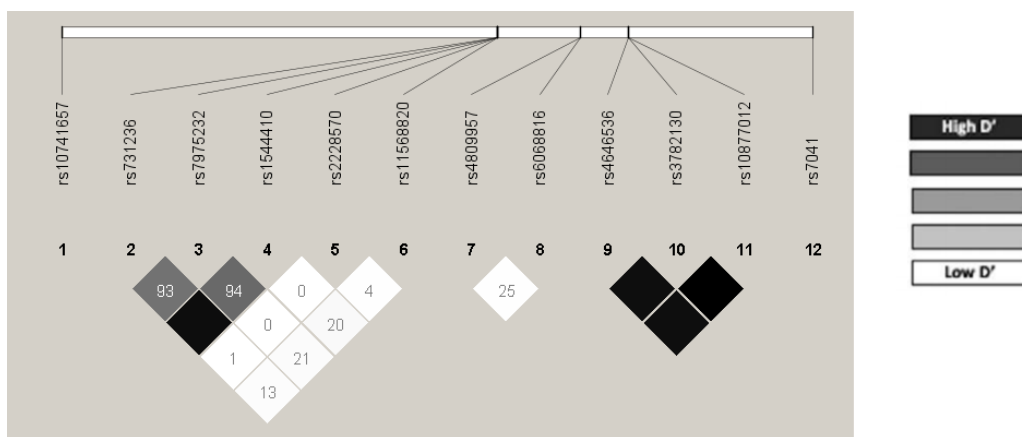 rs10741657
rs731236
rs7975232
rs1544410
rs2228570
rs11568820
rs4809957
rs6068816
rs4646536
rs3782130
rs10877012
rs7041
1 2 3 4 5 6 7 8 9 10 11 12
93 94 0 4 25
0 20
1 21
13
High D'
Low D'